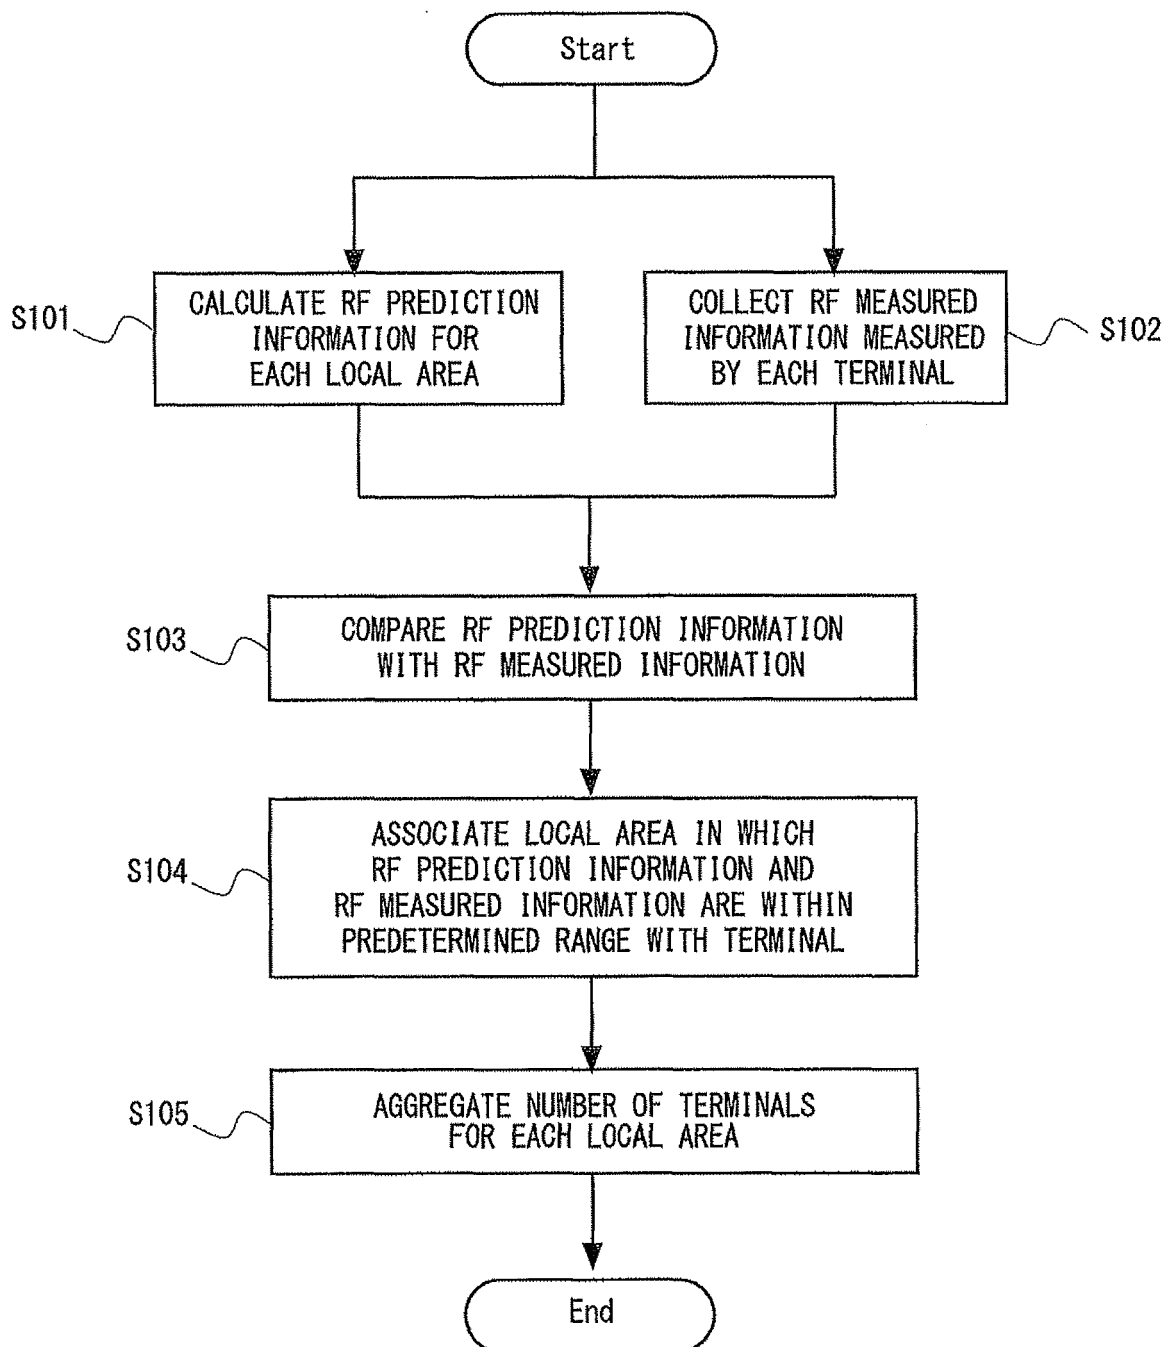 Start
S101
CALCULATE RF PREDICTION
INFORMATION FOR
EACH LOCAL AREA
COLLECT RF MEASURED
INFORMATION MEASURED
BY EACH TERMINAL
S102
S103
COMPARE RF PREDICTION INFORMATION
WITH RF MEASURED INFORMATION
S104
ASSOCIATE LOCAL AREA IN WHICH
RF PREDICTION INFORMATION AND
RF MEASURED INFORMATION ARE WITHIN
PREDETERMINED RANGE WITH TERMINAL
S105
AGGREGATE NUMBER OF TERMINALS
FOR EACH LOCAL AREA
End